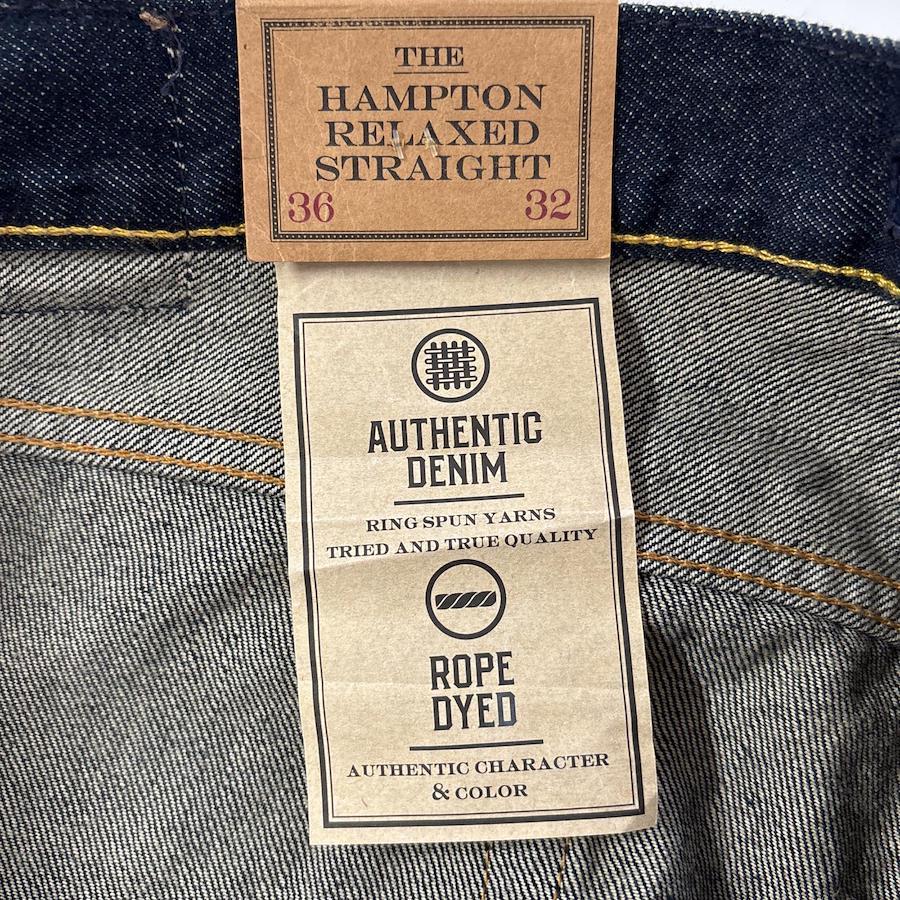 THE
HAMPTON
RELAXED
STRAIGHT
36 32
AUTHENTIC
DENIM
RING SPUN YARNS
TRIED AND TRUE QUALITY
ROPE
DYED
AUTHENTIC CHARACTER
& COLOR